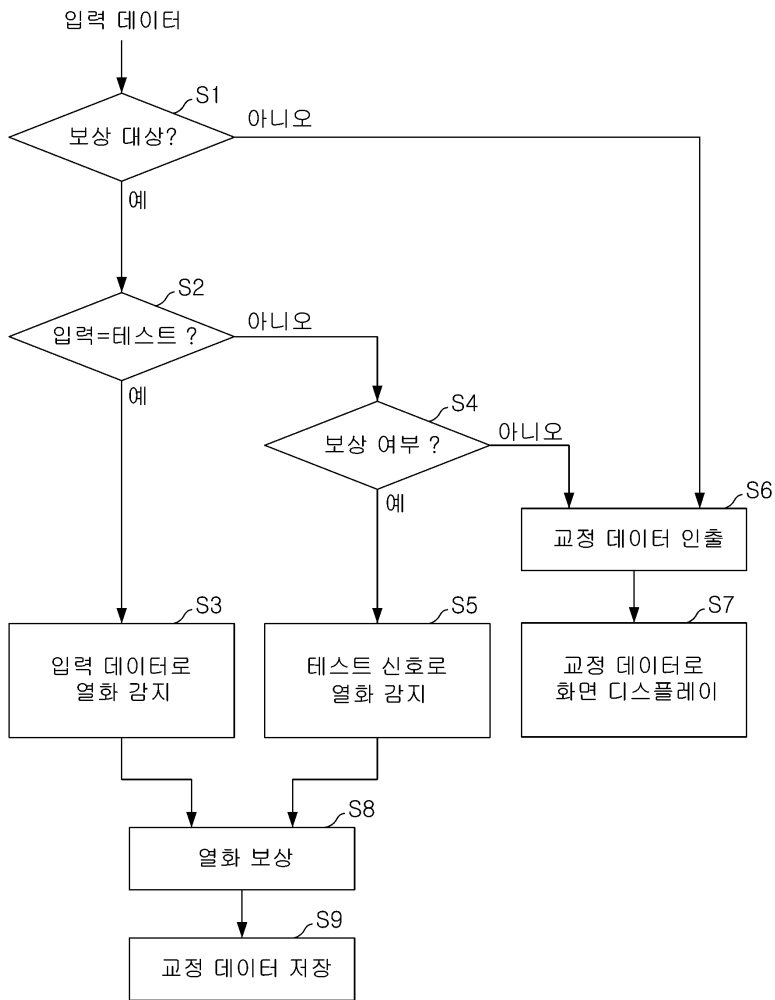 입력 데이터
S1
보상 대상?
아니오
예
S2
입력=테스트 ?
아니오
예
S4
보상 여부 ?
아니오
예
S6
교정 데이터 인출
S3
입력 데이터로
열화 감지
S5
테스트 신호로
열화 감지
S7
교정 데이터로
화면 디스플레이
S8
열화 보상
S9
교정 데이터 저장